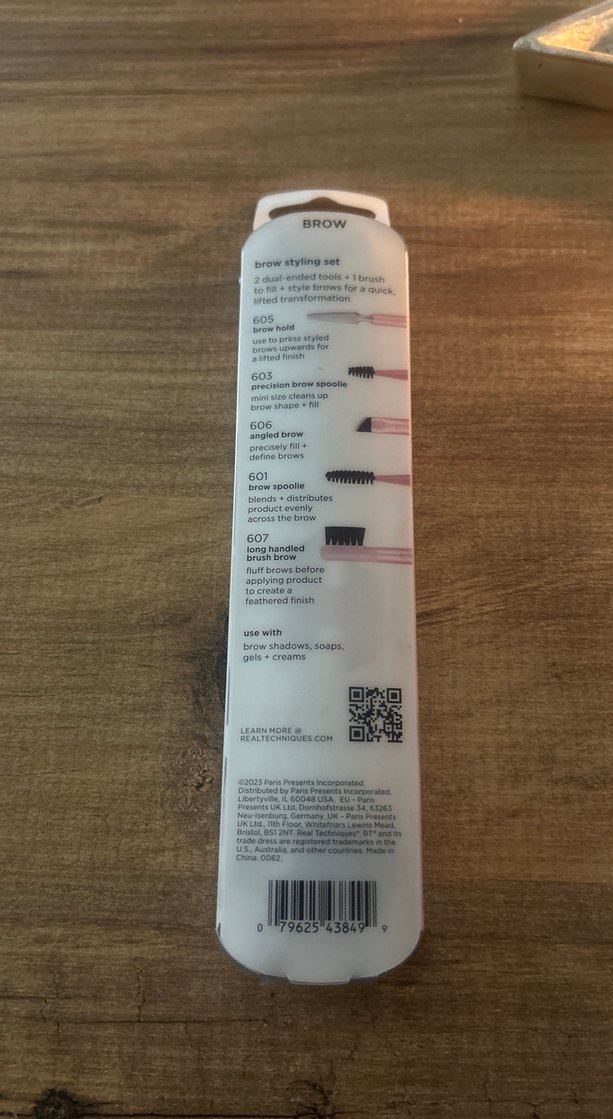 BROW
brow styling set
2 dual-ended tools + 1 brush
to fill + style brows for a quick,
lifted transformation
605
brow hold
use to press styled
brows upwards for
a lifted finish
603
precision brow spoolie
mini size cleans up
brow shape + fill
606
angled brow
precisely fill +
define brows
601
brow spoolie
blends + distributes
product evenly
across the brow
607
long handled
brush brow
fluff brows before
applying product
to create a
feathered finish
use with
brow shadows, soaps,
gels + creams
LEARN MORE @
REALTECHNIQUES.COM
©2023 Paris Presents Incorporated.
Distributed by Paris Presents Incorporated,
Libertyville, IL 60048 USA. EU - Paris
Presents UK Ltd, Dornhofstrasse 34, 63263
Neu-Isenburg, Germany, UK - Paris Presents
UK Ltd., 11th Floor, Whitefriars Lewins Mead,
Bristol, BS1 2NT. Real Techniques®, RT® and its
trade dress are registered trademarks in the
U.S., Australia, and other countries. Made in
China. 0062.
0 79625 43849 9